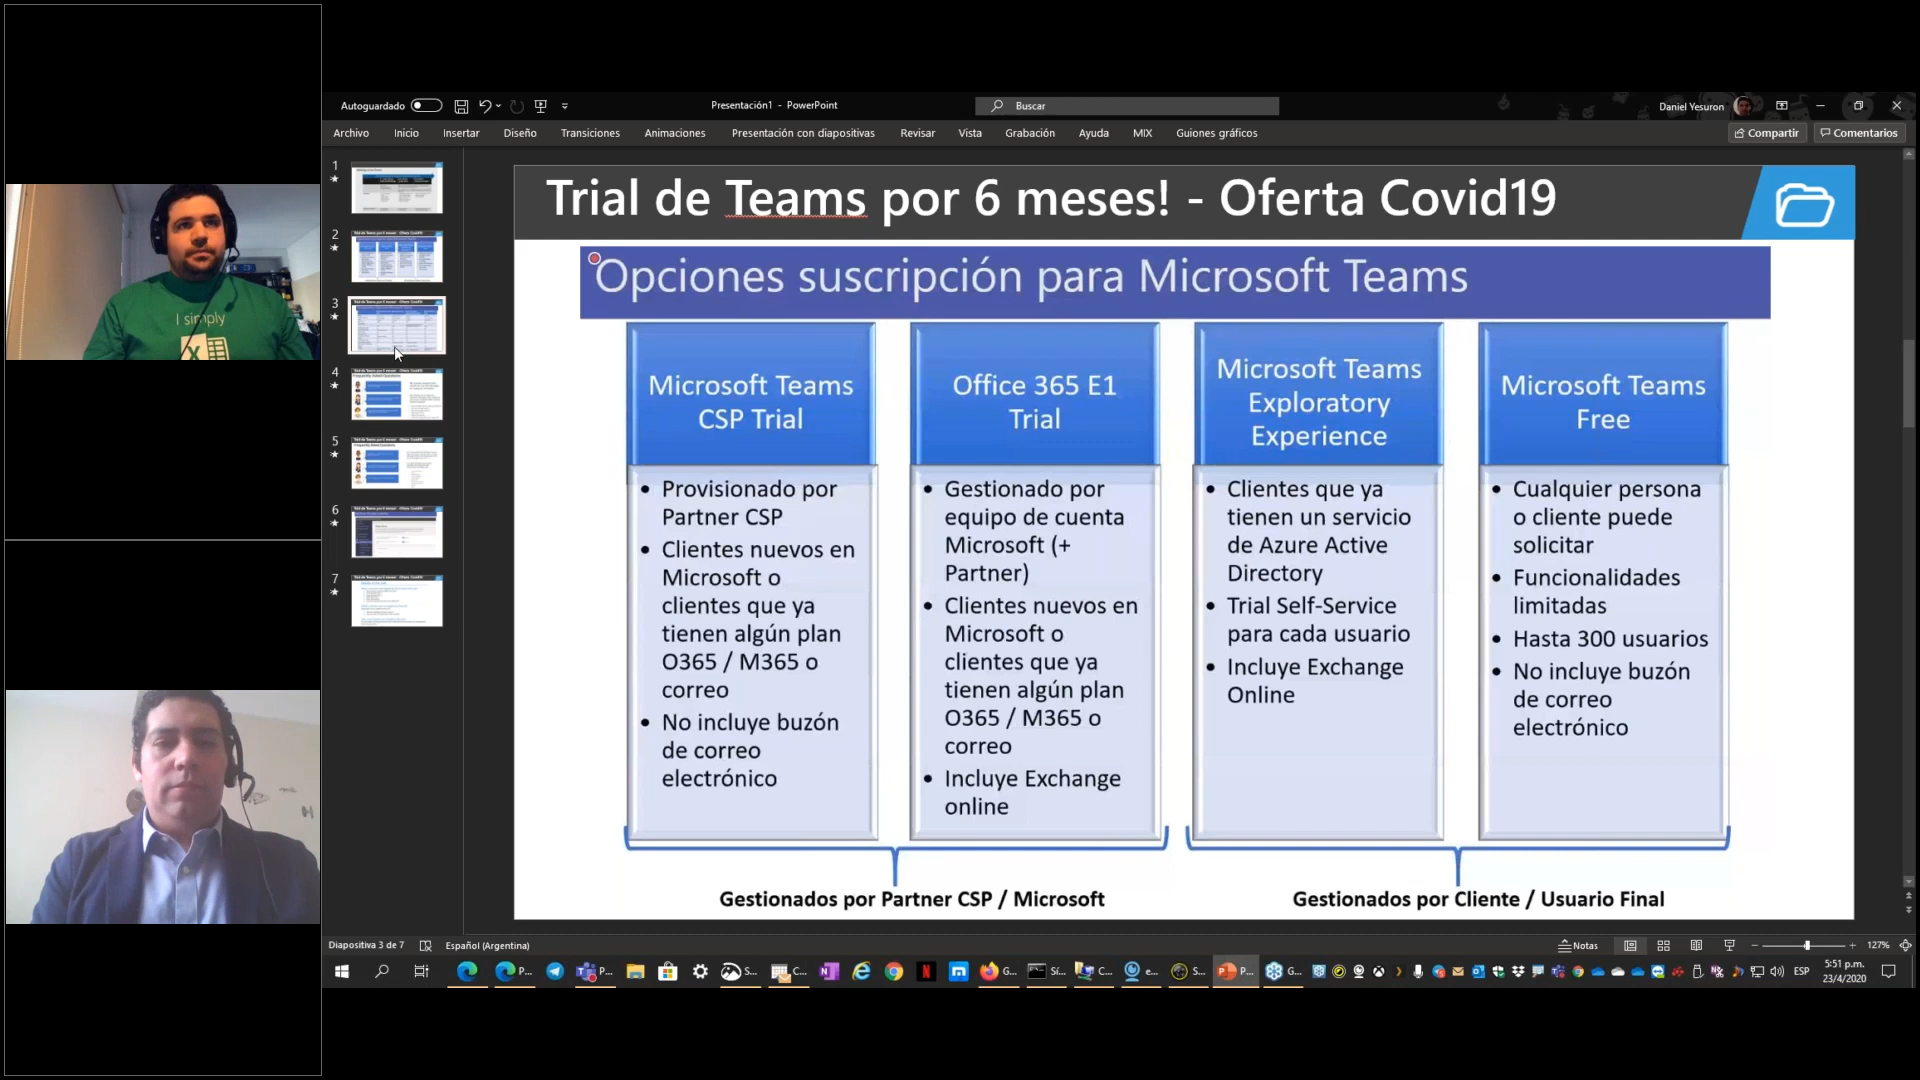 Autoguardado
Presentación1 - PowerPoint
Buscar
Daniel Yesuron
Archivo Inicio Insertar Diseño Transiciones Animaciones Presentación con diapositivas Revisar Vista Grabación Ayuda MIX Guiones gráficos
Compartir Comentarios
1
2
3
4
5
6
7
I simply
X
Trial de Teams por 6 meses! - Oferta Covid19
Opciones suscripción para Microsoft Teams
Microsoft Teams
CSP Trial
• Provisionado por
Partner CSP
• Clientes nuevos en
Microsoft o
clientes que ya
tienen algún plan
O365 / M365 o
correo
• No incluye buzón
de correo
electrónico
Office 365 E1
Trial
• Gestionado por
equipo de cuenta
Microsoft (+
Partner)
• Clientes nuevos en
Microsoft o
clientes que ya
tienen algún plan
O365 / M365 o
correo
• Incluye Exchange
online
Microsoft Teams
Exploratory
Experience
• Clientes que ya
tienen un servicio
de Azure Active
Directory
• Trial Self-Service
para cada usuario
• Incluye Exchange
Online
Microsoft Teams
Free
• Cualquier persona
o cliente puede
solicitar
• Funcionalidades
limitadas
• Hasta 300 usuarios
• No incluye buzón
de correo
electrónico
Gestionados por Partner CSP / Microsoft
Gestionados por Cliente / Usuario Final
Diapositiva 3 de 7 Español (Argentina)
Notas
127%
P... P... S... C... G... Sí... C... e... S... P... G...
ESP
5:51 p.m.
23/4/2020